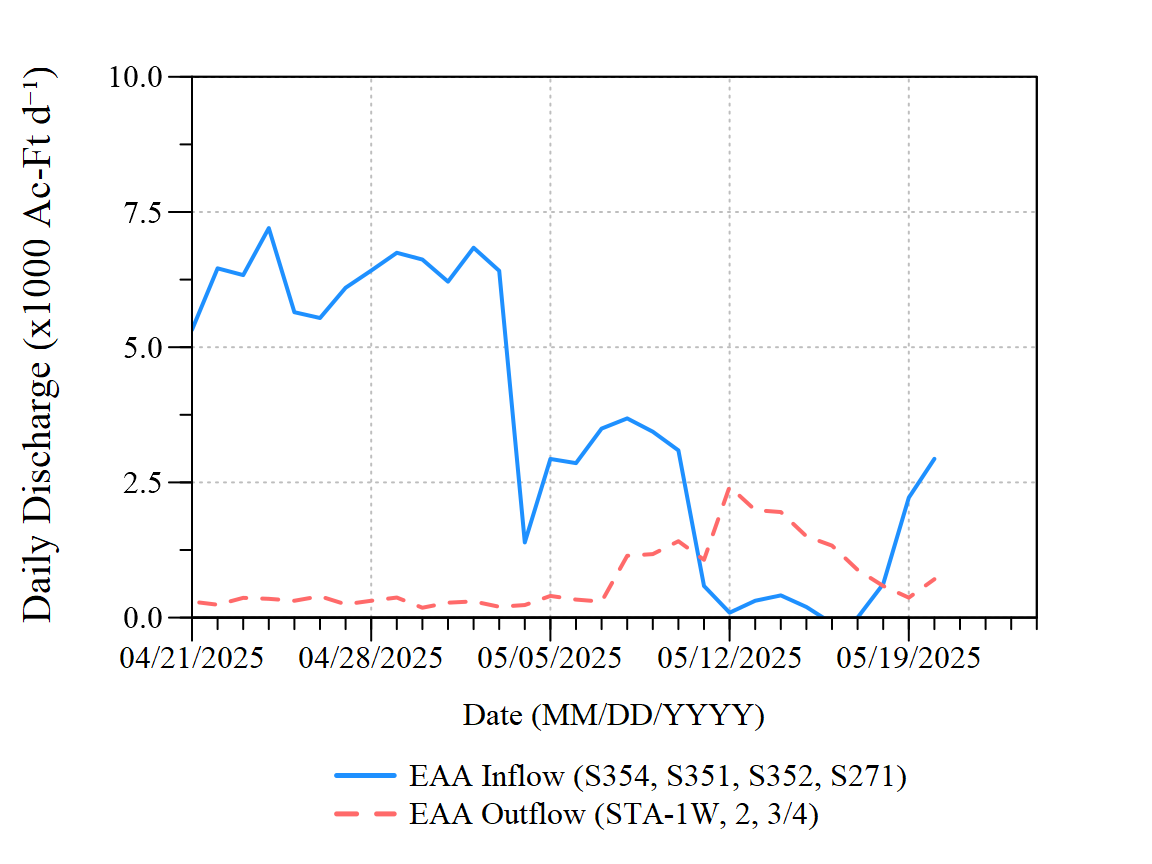 Daily Discharge (x1000 Ac-Ft d⁻¹)
10.0
7.5
5.0
2.5
0.0
04/21/2025 04/28/2025 05/05/2025 05/12/2025 05/19/2025
Date (MM/DD/YYYY)
EAA Inflow (S354, S351, S352, S271)
EAA Outflow (STA-1W, 2, 3/4)